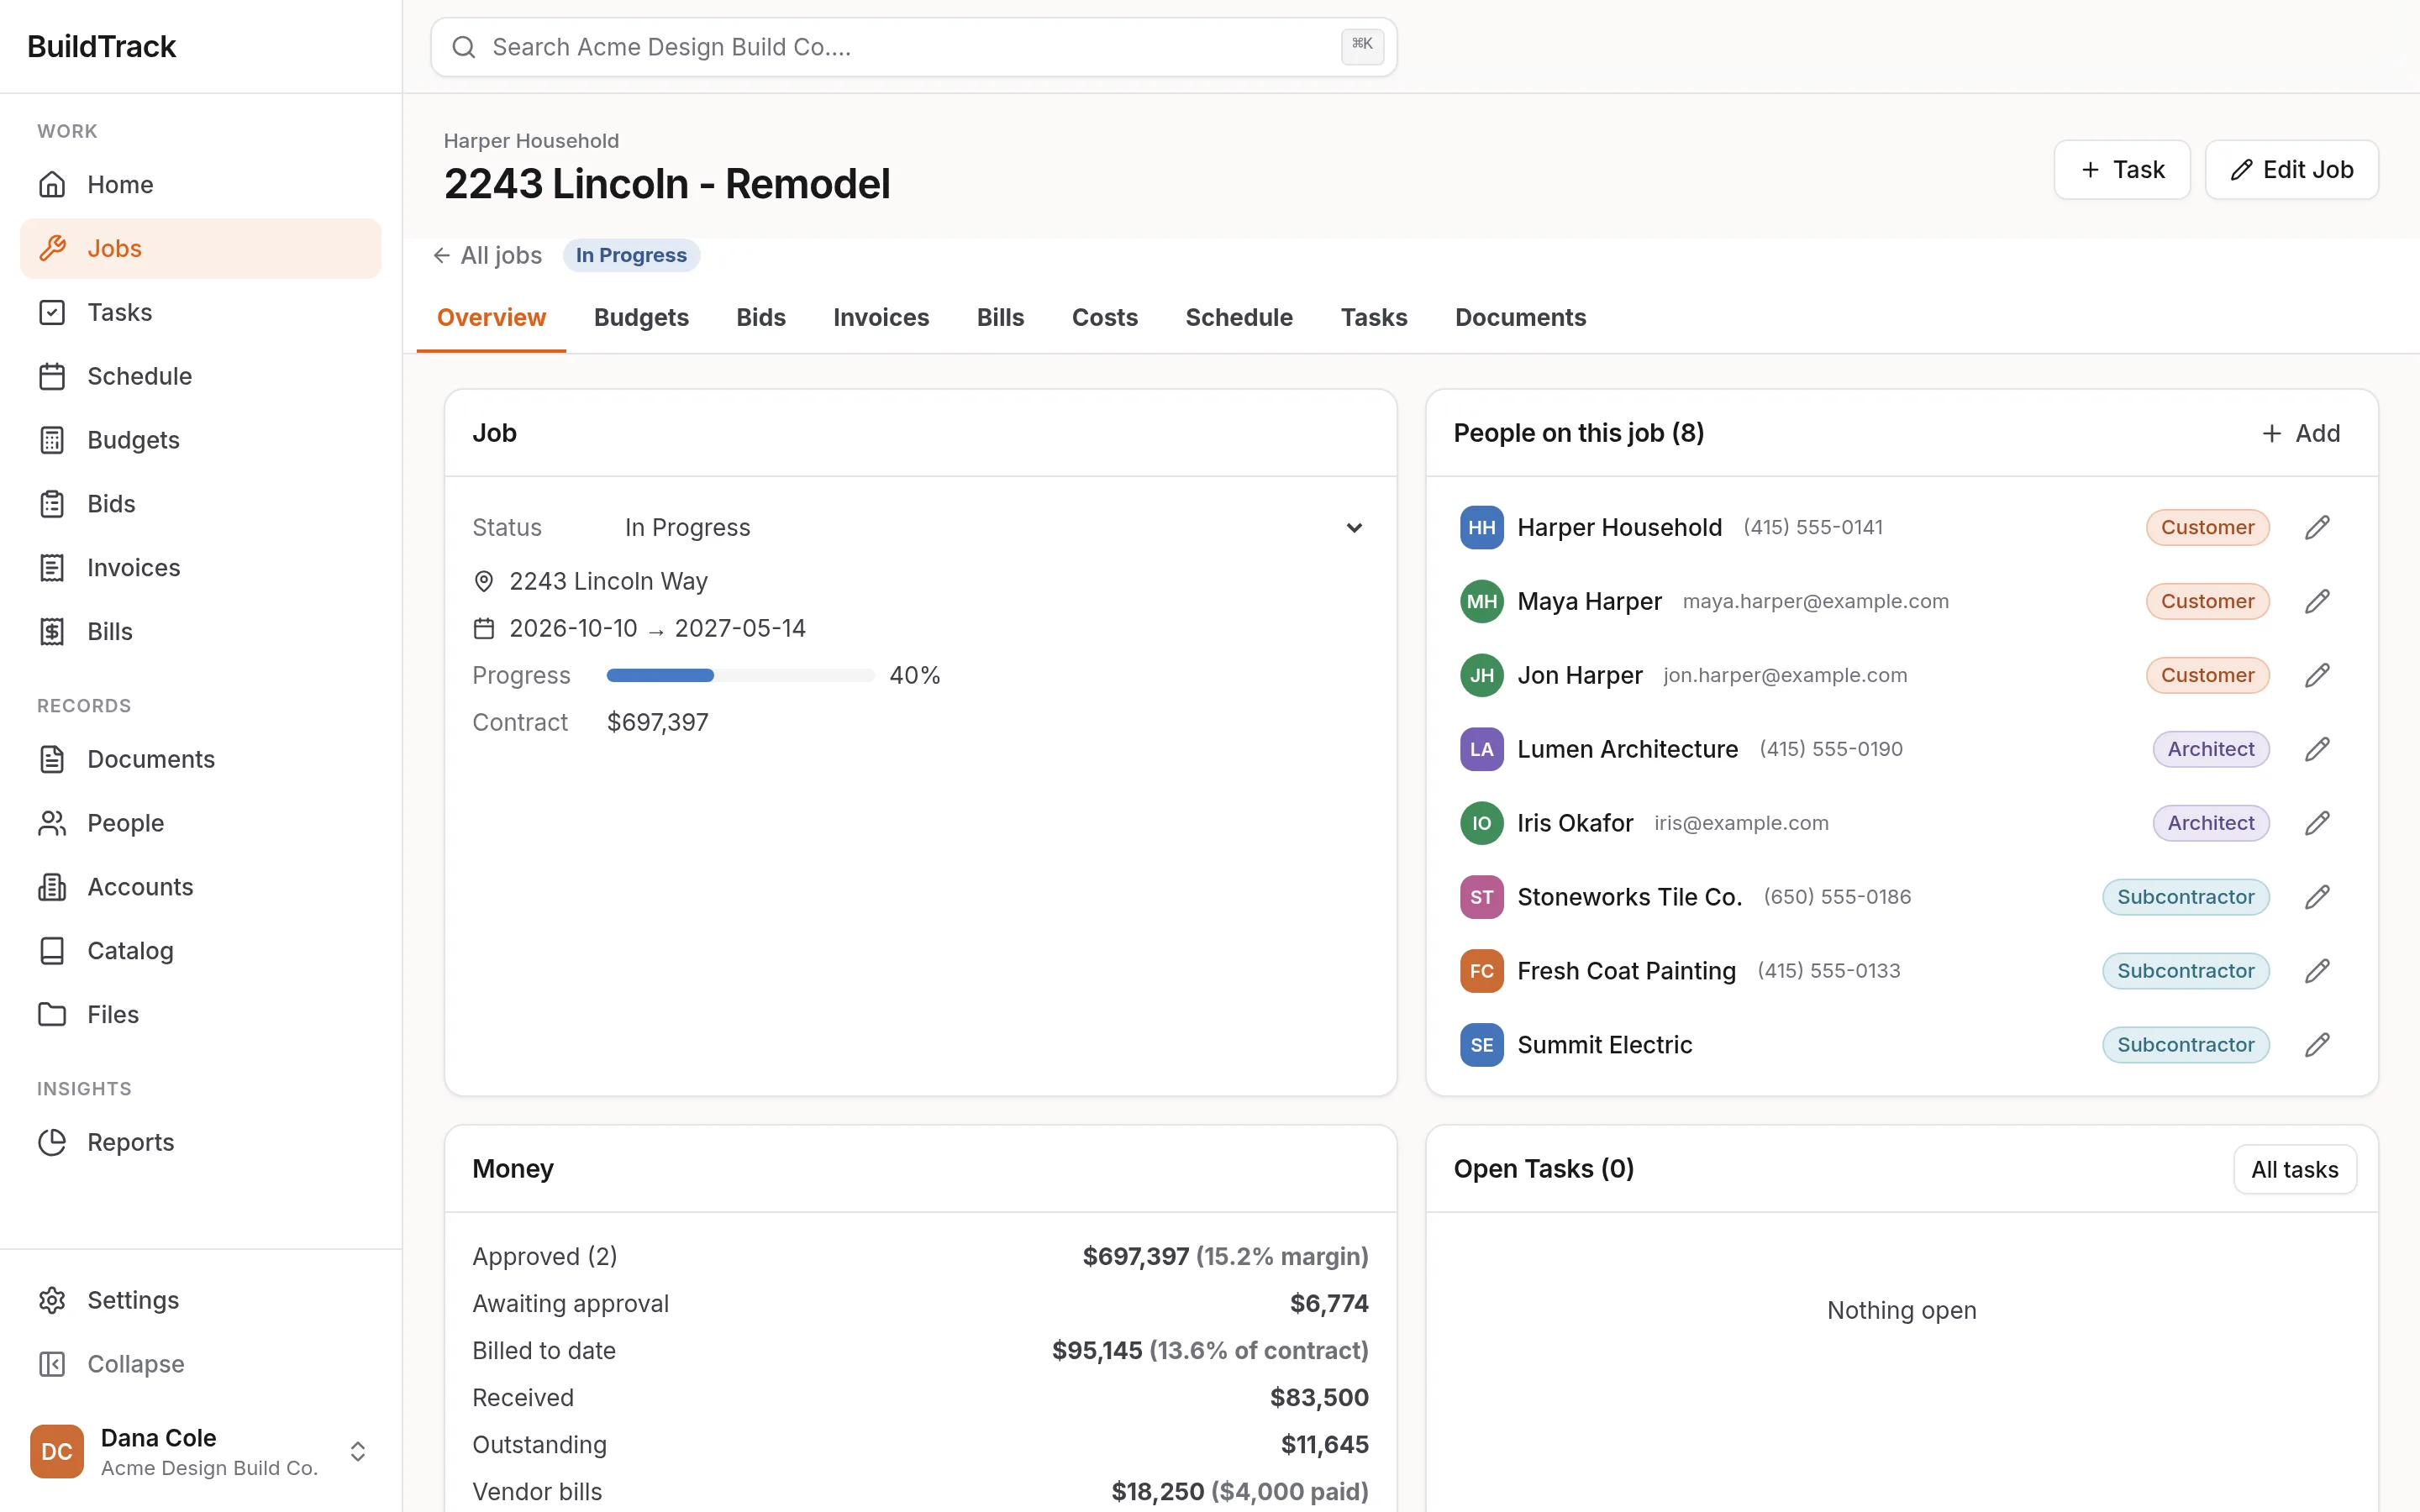 BuildTrack
Search Acme Design Build Co....
⌘K
WORK
Home
Jobs
Tasks
Schedule
Budgets
Bids
Invoices
Bills
RECORDS
Documents
People
Accounts
Catalog
Files
INSIGHTS
Reports
Settings
Collapse
DC
Dana Cole
Acme Design Build Co.
Harper Household
2243 Lincoln - Remodel
+ Task
Edit Job
← All jobs
In Progress
Overview Budgets Bids Invoices Bills Costs Schedule Tasks Documents
Job
Status In Progress
2243 Lincoln Way
2026-10-10 → 2027-05-14
Progress 40%
Contract $697,397
People on this job (8)
+ Add
HH Harper Household (415) 555-0141 Customer
MH Maya Harper maya.harper@example.com Customer
JH Jon Harper jon.harper@example.com Customer
LA Lumen Architecture (415) 555-0190 Architect
IO Iris Okafor iris@example.com Architect
ST Stoneworks Tile Co. (650) 555-0186 Subcontractor
FC Fresh Coat Painting (415) 555-0133 Subcontractor
SE Summit Electric Subcontractor
Money
Approved (2) $697,397 (15.2% margin)
Awaiting approval $6,774
Billed to date $95,145 (13.6% of contract)
Received $83,500
Outstanding $11,645
Vendor bills $18,250 ($4,000 paid)
Open Tasks (0)
All tasks
Nothing open